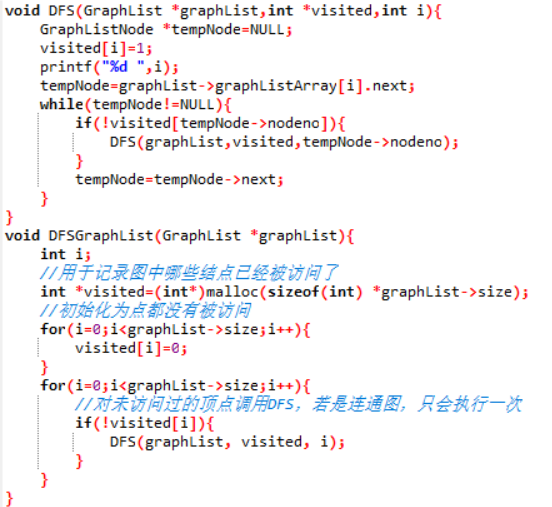 void DFS(GraphList *graphList,int *visited,int i){
    GraphListNode *tempNode=NULL;
    visited[i]=1;
    printf("%d ",i);
    tempNode=graphList->graphListArray[i].next;
    while(tempNode!=NULL){
        if(!visited[tempNode->nodeno]){
            DFS(graphList,visited,tempNode->nodeno);
        }
        tempNode=tempNode->next;
    }
}
void DFSGraphList(GraphList *graphList){
    int i;
    //用于记录图中哪些结点已经被访问了
    int *visited=(int*)malloc(sizeof(int) *graphList->size);
    //初始化为点都没有被访问
    for(i=0;i<graphList->size;i++){
        visited[i]=0;
    }
    for(i=0;i<graphList->size;i++){
        //对未访问过的顶点调用DFS，若是连通图，只会执行一次
        if(!visited[i]){
            DFS(graphList, visited, i);
        }
    }
}